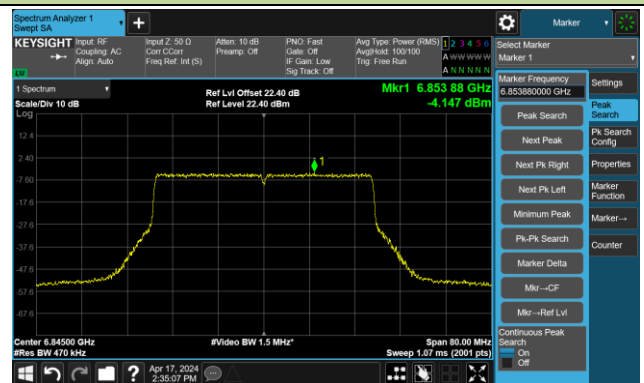 Spectrum Analyzer 1
Swept SA
+
Marker
KEYSIGHT
Input: RF
Coupling: AC
Align: Auto
Input Z: 50 Ω
Corr CCorr
Freq Ref: Int (S)
Atten: 10 dB
Preamp: Off
PNO: Fast
Gate: Off
IF Gain: Low
Sig Track: Off
Avg Type: Power (RMS)
Avg|Hold: 100/100
Trig: Free Run
1 2 3 4 5 6
A W W W W W
A N N N N N
LXI
Select Marker
Marker 1
1 Spectrum
Scale/Div 10 dB
Log
Ref Lvl Offset 22.40 dB
Ref Level 22.40 dBm
Mkr1 6.853 88 GHz
-4.147 dBm
12.4
2.40
-7.60
-17.6
-27.6
-37.6
-47.6
-57.6
-67.6
1
Center 6.84500 GHz
#Res BW 470 kHz
#Video BW 1.5 MHz*
Span 80.00 MHz
Sweep 1.07 ms (2001 pts)
Marker Frequency
6.853880000 GHz
Peak Search
Next Peak
Next Pk Right
Next Pk Left
Minimum Peak
Pk-Pk Search
Marker Delta
Mkr→CF
Mkr→Ref Lvl
Continuous Peak
Search
On
Off
Settings
Peak
Search
Pk Search
Config
Properties
Marker
Function
Marker→
Counter
?
Apr 17, 2024
2:35:07 PM